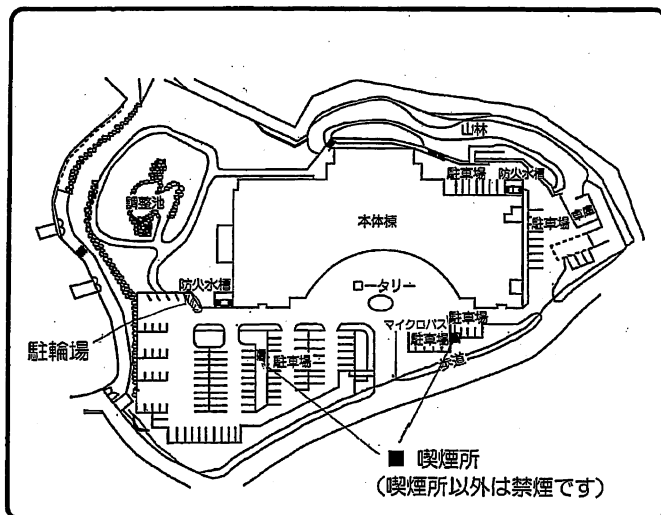 山林
駐車場
防火水槽
調整池
本体棟
駐車場
車庫
防火水槽
ロータリー
マイクロバス
駐車場
駐車場
駐輪場
駐車場
歩道
■ 喫煙所
(喫煙所以外は禁煙です)